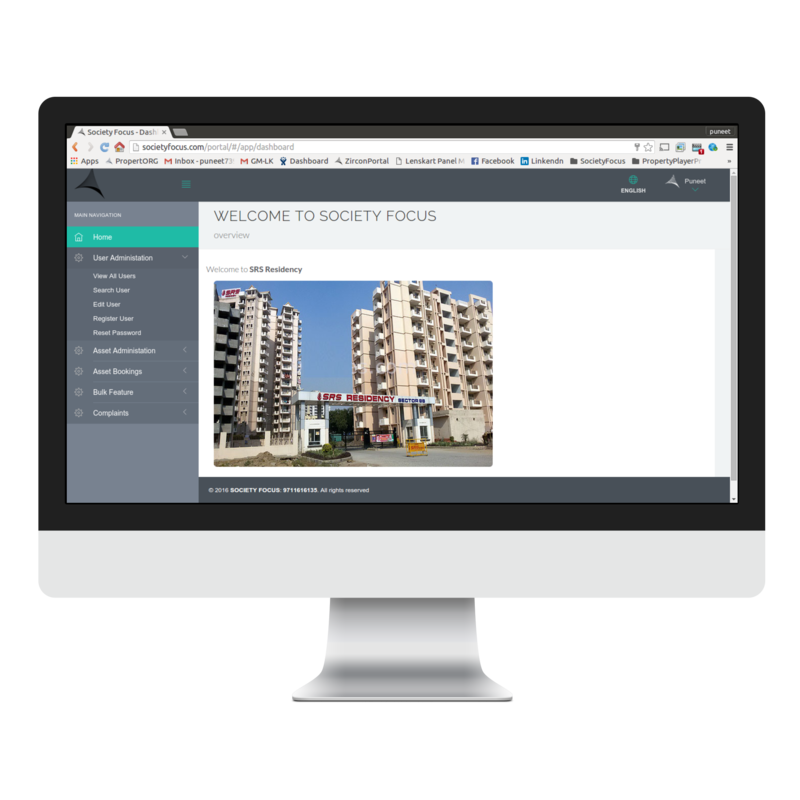 Society Focus - Dash
puneet
societyfocus.com/portal/#/app/dashboard
Apps PropertORG Inbox - puneet73 GM-LK Dashboard ZirconPortal Lenskart Panel Facebook Linkendn SocietyFocus PropertyPlayerPr »
ENGLISH
Puneet
MAIN NAVIGATION
Home
User Administation
View All Users
Search User
Edit User
Register User
Reset Password
Asset Administation
Asset Bookings
Bulk Feature
Complaints
WELCOME TO SOCIETY FOCUS
overview
Welcome to SRS Residency
SRS
SRS RESIDENCY SECTOR 88
© 2016 SOCIETY FOCUS: 9711616135. All rights reserved